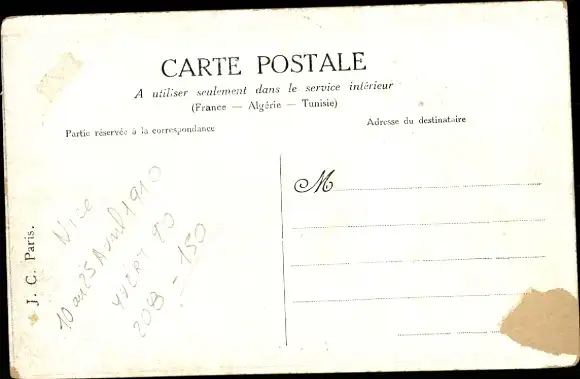 CARTE POSTALE
A utiliser seulement dans le service intérieur
(France — Algérie — Tunisie)
Partie réservée à la correspondance
Adresse du destinataire
M
J. C. Paris.
Nice
10 au 25 Avril 1910
90
208 - 150